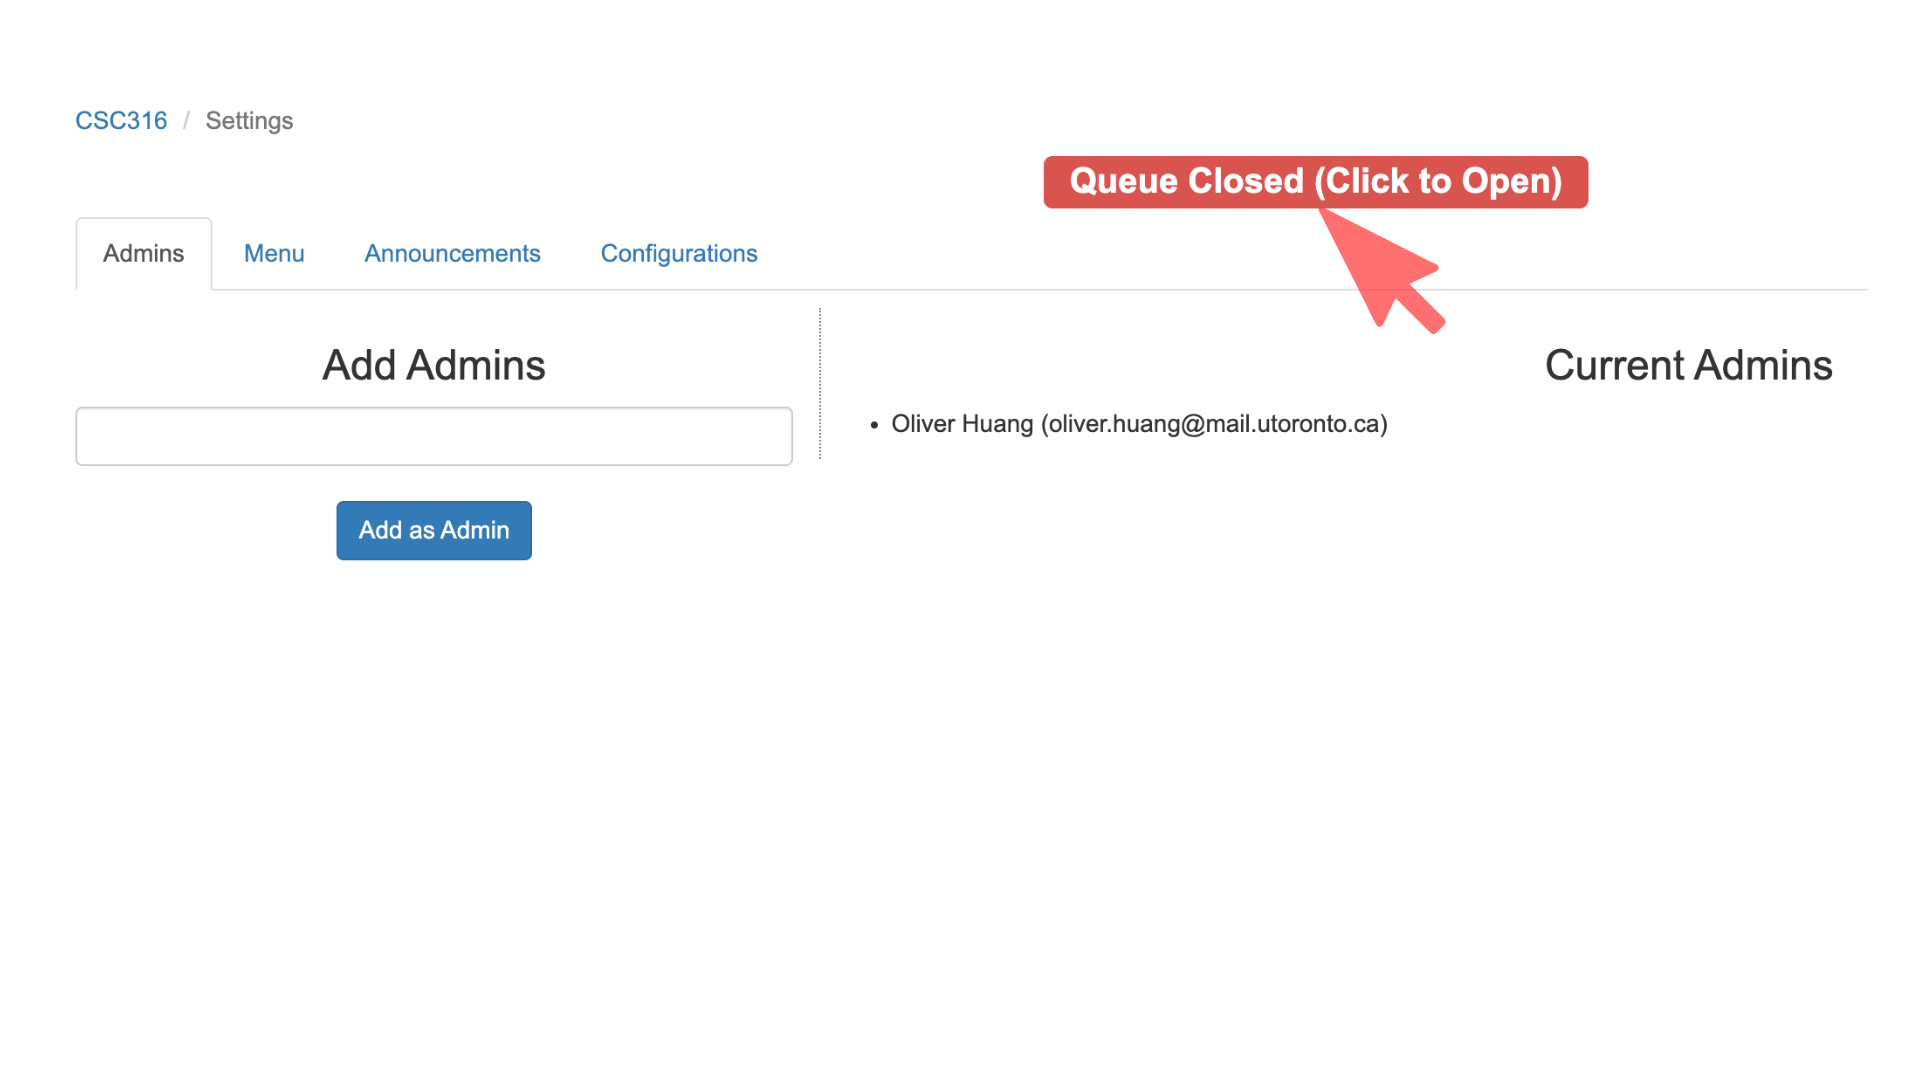 CSC316 / Settings
Queue Closed (Click to Open)
Admins Menu Announcements Configurations
Add Admins
Current Admins
• Oliver Huang (oliver.huang@mail.utoronto.ca)
Add as Admin